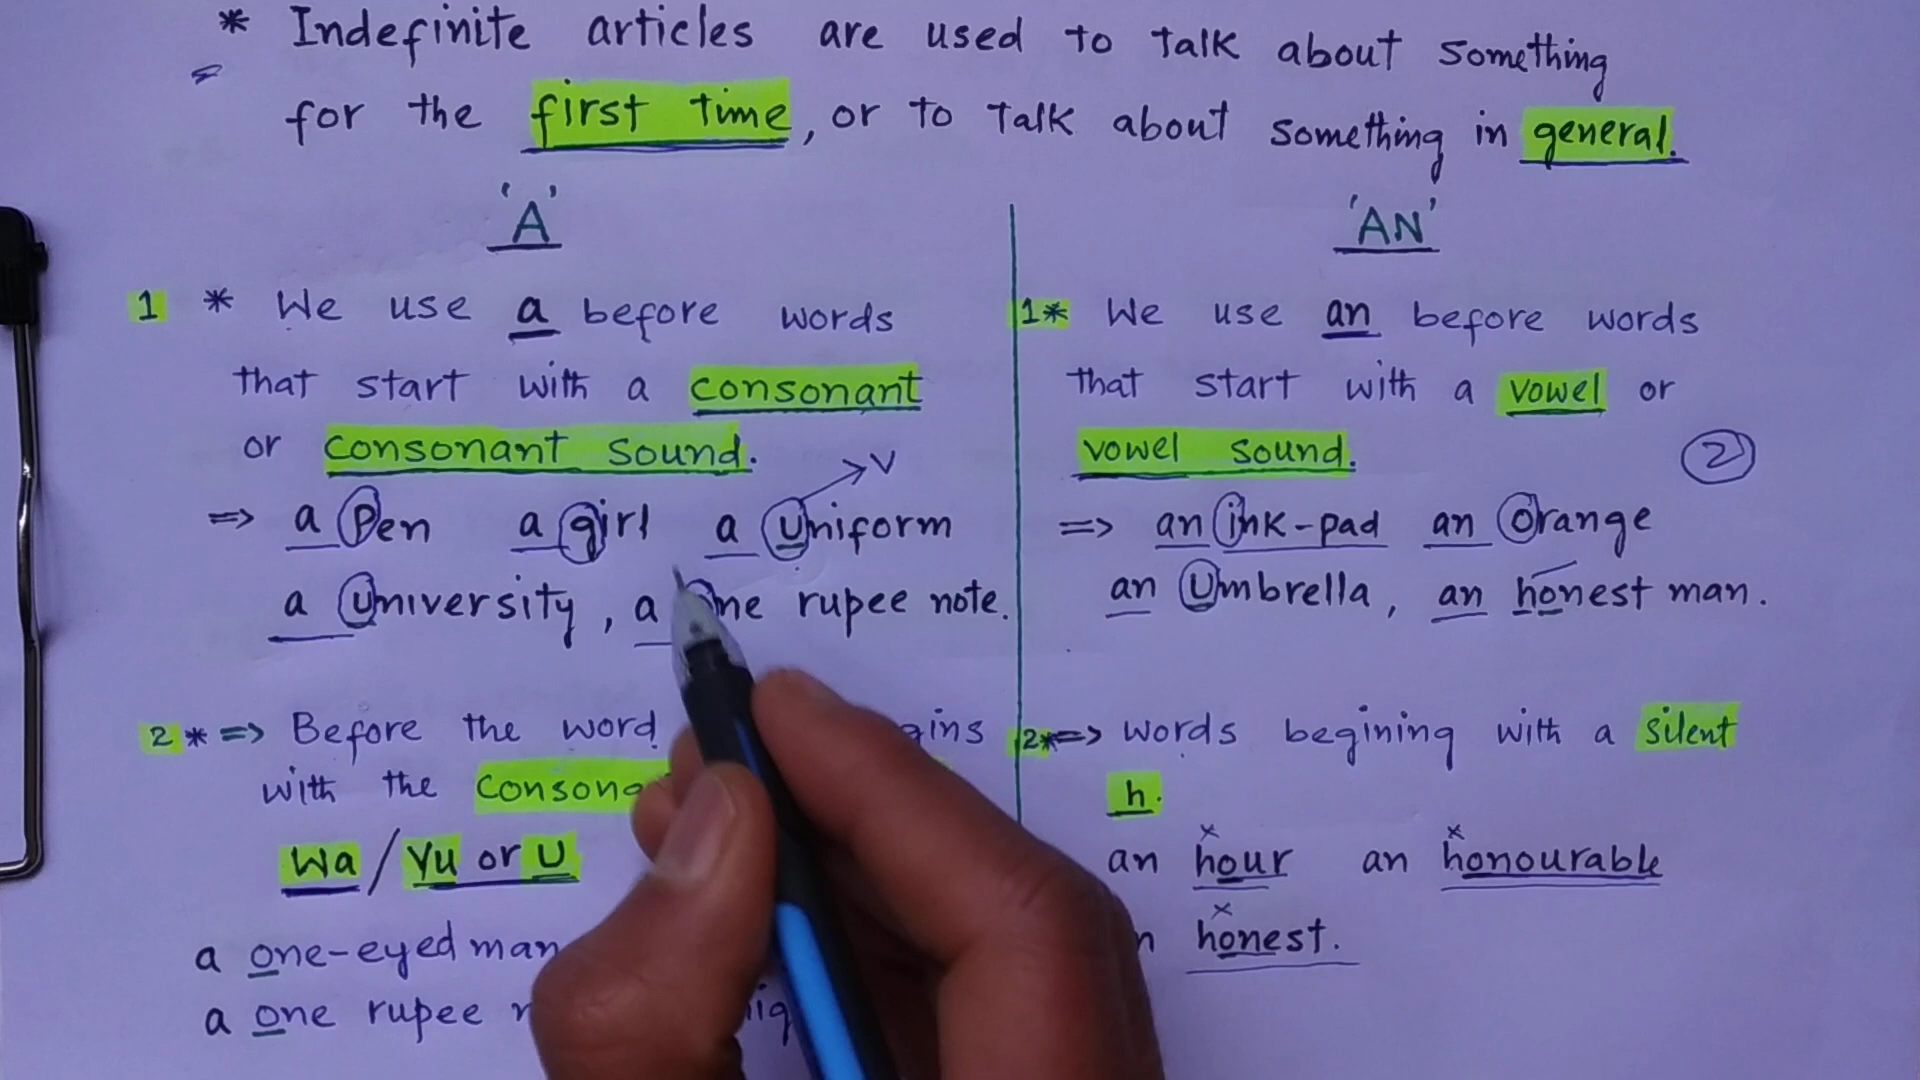 * Indefinite articles are used to talk about something
for the first time, or to talk about something in general.
'A'
1 * We use a before words
that start with a consonant
or consonant sound.
V
=> a Pen a girl a Uniform
a University, a One rupee note.
2 * => Before the word
with the
Wa / Yu or U
a one-eyed man
a one rupee
'AN'
1* We use an before words
that start with a vowel or
vowel sound.
2
=> an ink-pad an Orange
an Umbrella, an honest man.
2*=> words begining with a silent
h.
an hour an honourable
honest.